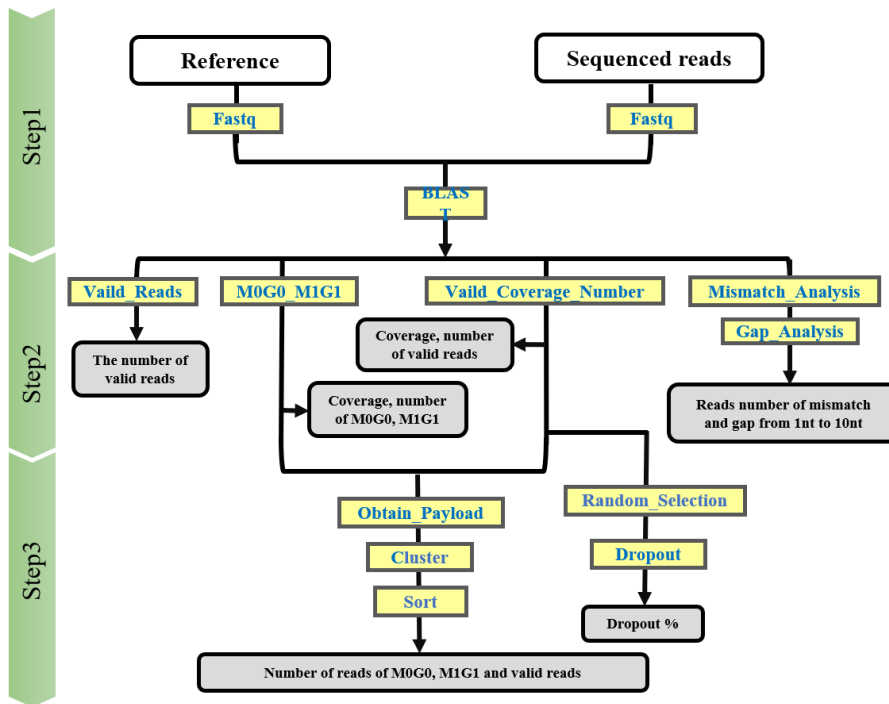 Step1
Reference
Sequenced reads
Fastq
Fastq
BLAS
T
Step2
Vaild_Reads
M0G0_M1G1
Vaild_Coverage_Number
Mismatch_Analysis
Gap_Analysis
The number of
valid reads
Coverage, number
of valid reads
Coverage, number
of M0G0, M1G1
Reads number of mismatch
and gap from 1nt to 10nt
Step3
Obtain_Payload
Random_Selection
Cluster
Dropout
Sort
Dropout %
Number of reads of M0G0, M1G1 and valid reads